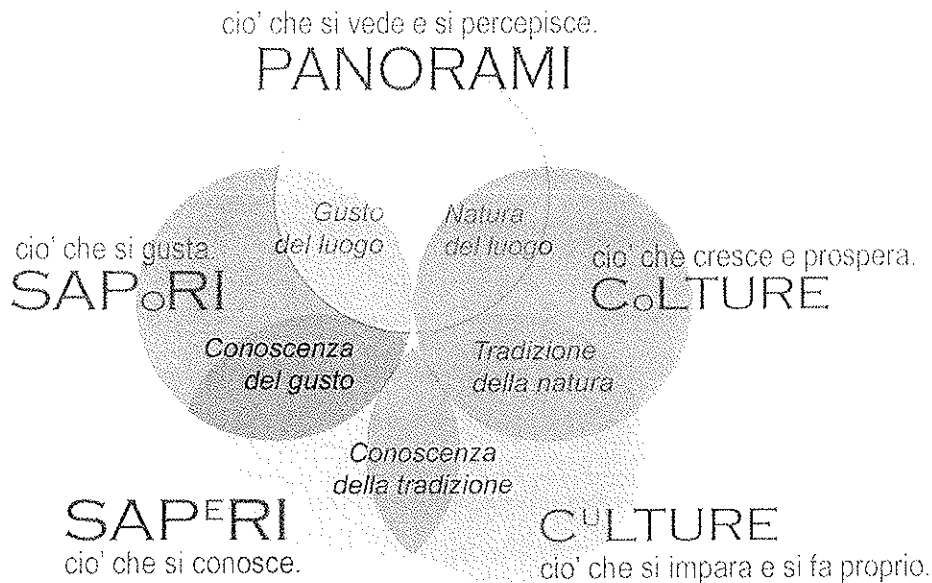 cio' che si vede e si percepisce.
PANORAMI
Gusto
del luogo
Natura
del luogo
cio' che si gusta.
SAPoRI
cio' che cresce e prospera.
CoLTURE
Conoscenza
del gusto
Tradizione
della natura
Conoscenza
della tradizione
SAPERI
cio' che si conosce.
CULTURE
cio' che si impara e si fa proprio.